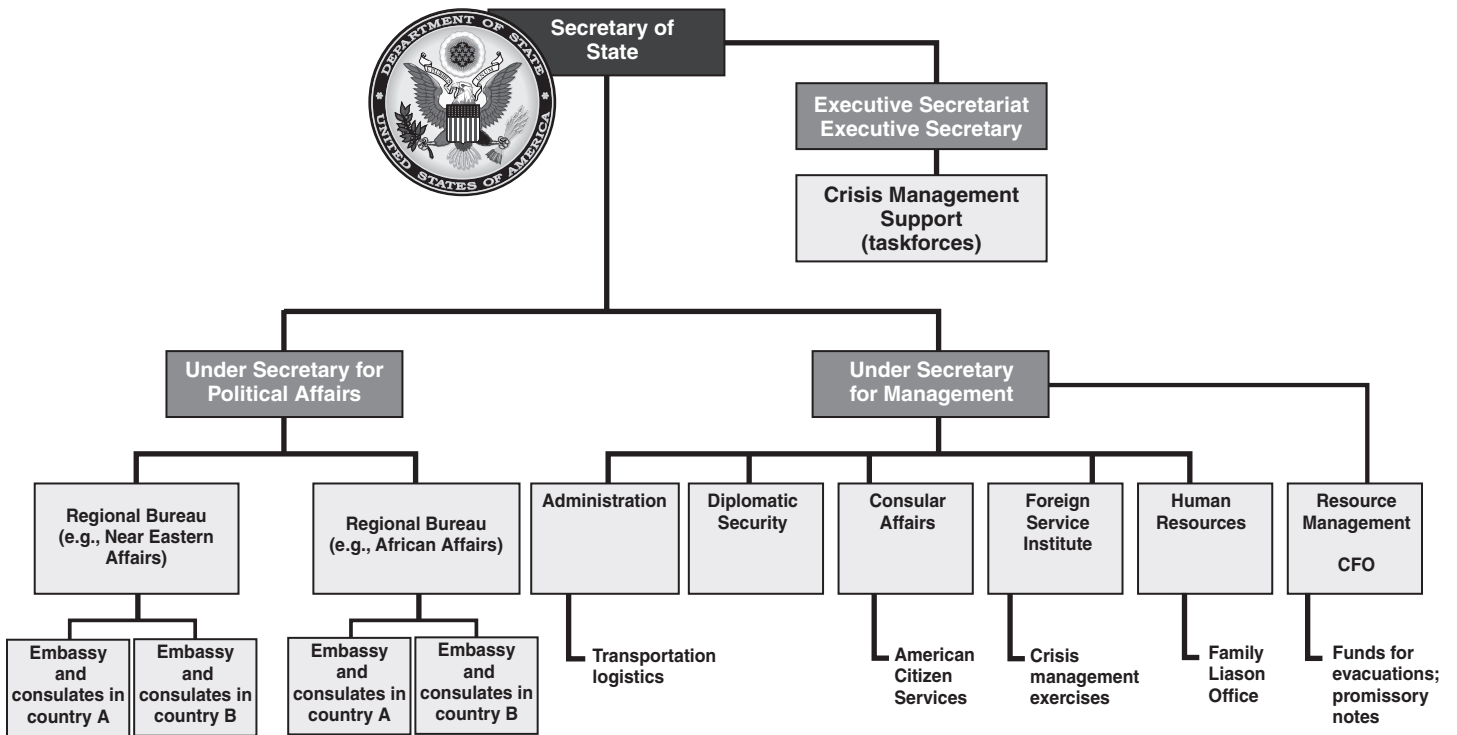 DEPARTMENT OF STATE
UNITED STATES OF AMERICA
Secretary of
State
Executive Secretariat
Executive Secretary
Crisis Management
Support
(taskforces)
Under Secretary for
Political Affairs
Under Secretary
for Management
Regional Bureau
(e.g., Near Eastern
Affairs)
Regional Bureau
(e.g., African Affairs)
Administration
Diplomatic
Security
Consular
Affairs
Foreign
Service
Institute
Human
Resources
Resource
Management
CFO
Embassy
and
consulates in
country A
Embassy
and
consulates in
country B
Embassy
and
consulates in
country A
Embassy
and
consulates in
country B
Transportation
logistics
American
Citizen
Services
Crisis
management
exercises
Family
Liason
Office
Funds for
evacuations;
promissory
notes